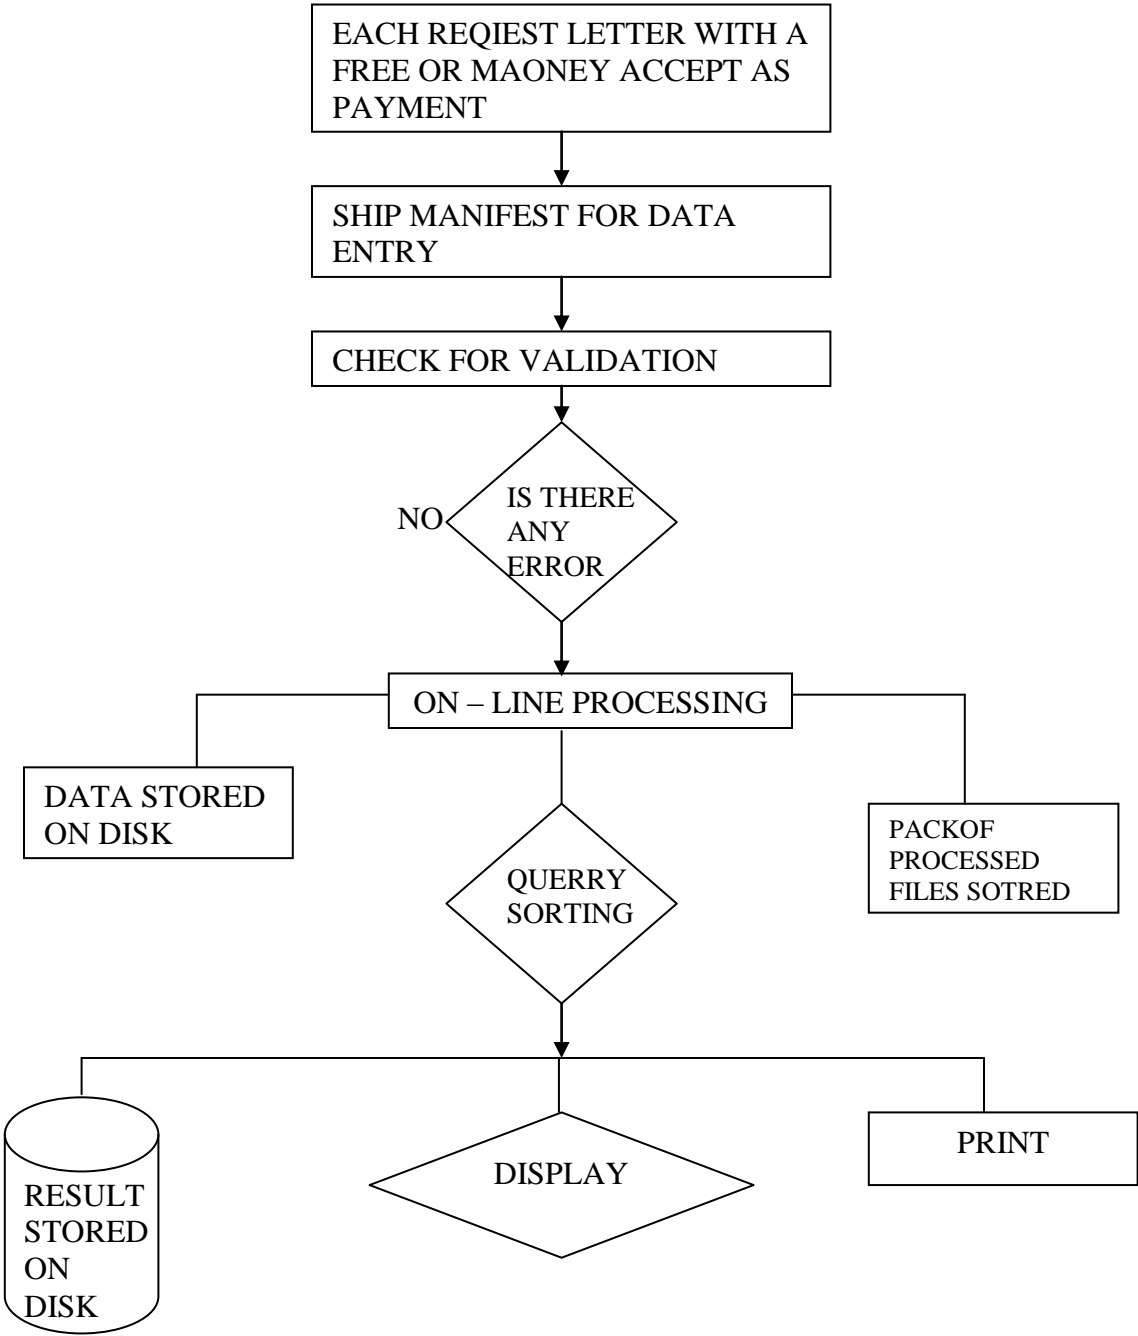 EACH REQIEST LETTER WITH A
FREE OR MAONEY ACCEPT AS
PAYMENT
SHIP MANIFEST FOR DATA
ENTRY
CHECK FOR VALIDATION
NO
IS THERE
ANY
ERROR
ON – LINE PROCESSING
DATA STORED
ON DISK
PACKOF
PROCESSED
FILES SOTRED
QUERRY
SORTING
RESULT
STORED
ON
DISK
DISPLAY
PRINT